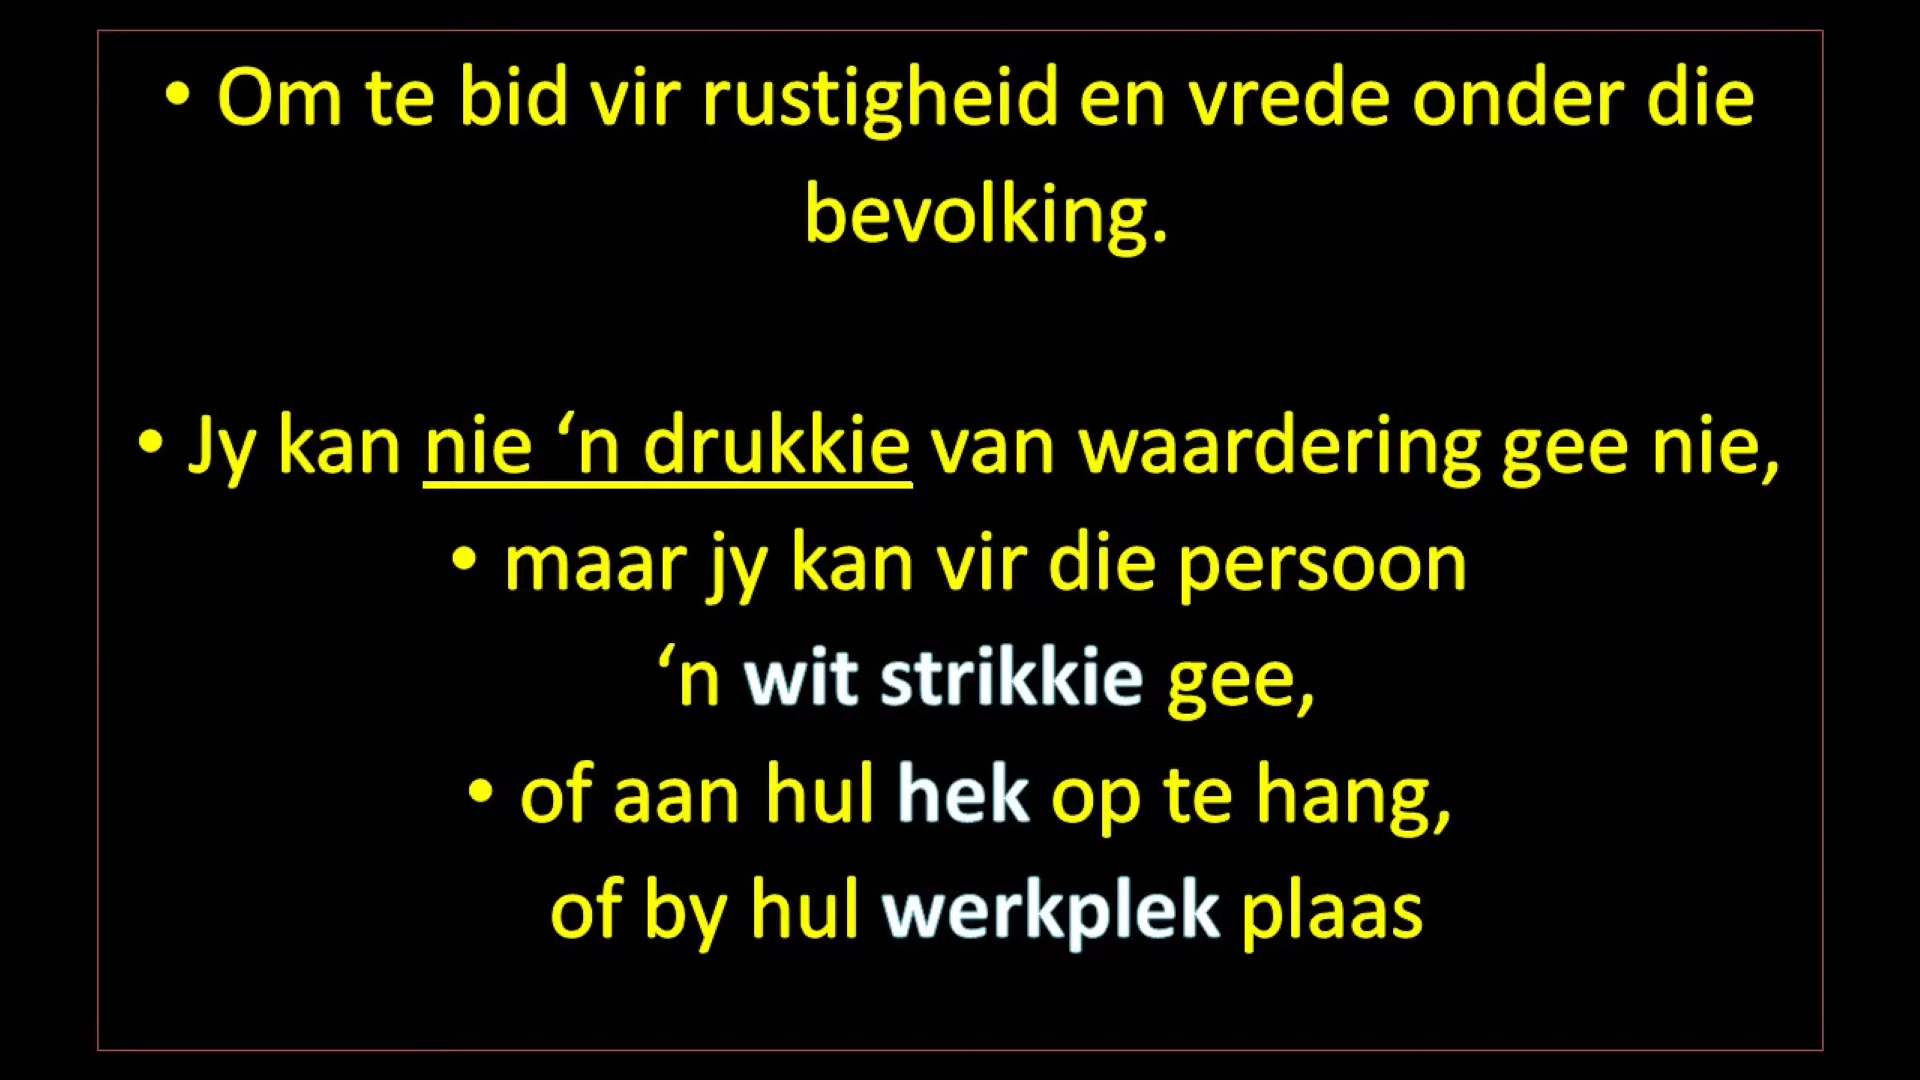 • Om te bid vir rustigheid en vrede onder die
bevolking.
• Jy kan nie ‘n drukkie van waardering gee nie,
• maar jy kan vir die persoon
‘n wit strikkie gee,
• of aan hul hek op te hang,
of by hul werkplek plaas